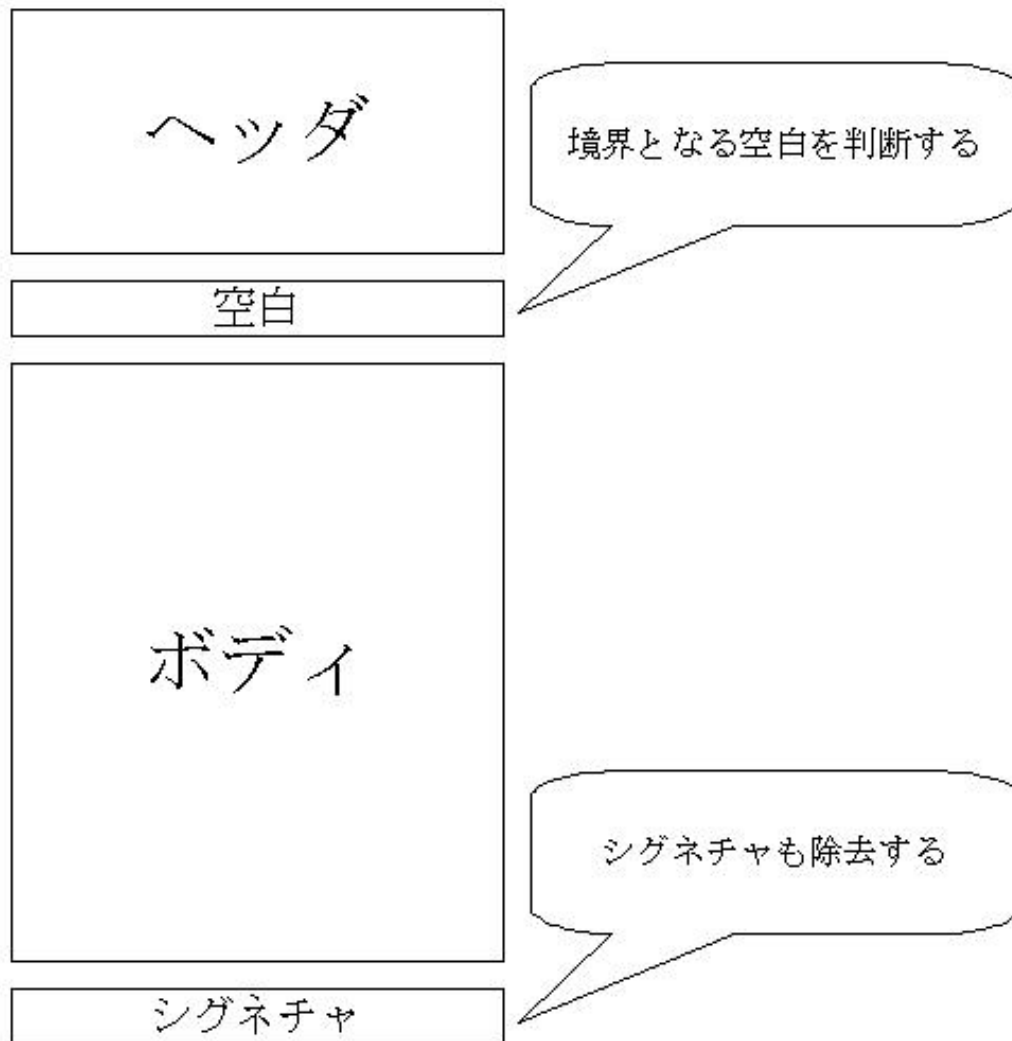 ヘッダ
境界となる空白を判断する
空白
ボディ
シグネチャも除去する
シグネチャ